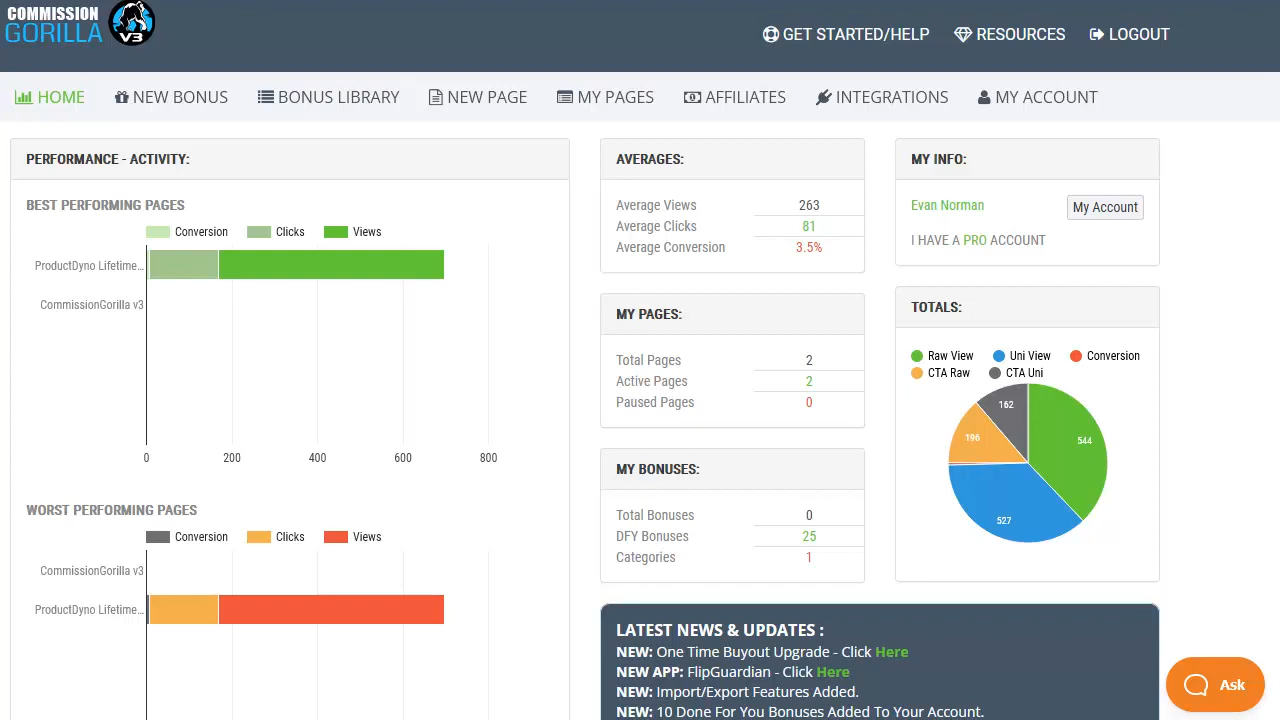 COMMISSION
GORILLA
V3
GET STARTED/HELP
RESOURCES
LOGOUT
HOME
NEW BONUS
BONUS LIBRARY
NEW PAGE
MY PAGES
AFFILIATES
INTEGRATIONS
MY ACCOUNT
PERFORMANCE - ACTIVITY:
BEST PERFORMING PAGES
Conversion Clicks Views
ProductDyno Lifetime...
CommissionGorilla v3
0 200 400 600 800
WORST PERFORMING PAGES
Conversion Clicks Views
CommissionGorilla v3
ProductDyno Lifetime...
AVERAGES:
Average Views 263
Average Clicks 81
Average Conversion 3.5%
MY PAGES:
Total Pages 2
Active Pages 2
Paused Pages 0
MY BONUSES:
Total Bonuses 0
DFY Bonuses 25
Categories 1
MY INFO:
Evan Norman
My Account
I HAVE A PRO ACCOUNT
TOTALS:
Raw View Uni View Conversion
CTA Raw CTA Uni
162
544
196
527
LATEST NEWS & UPDATES :
NEW: One Time Buyout Upgrade - Click Here
NEW APP: FlipGuardian - Click Here
NEW: Import/Export Features Added.
NEW: 10 Done For You Bonuses Added To Your Account.
Ask